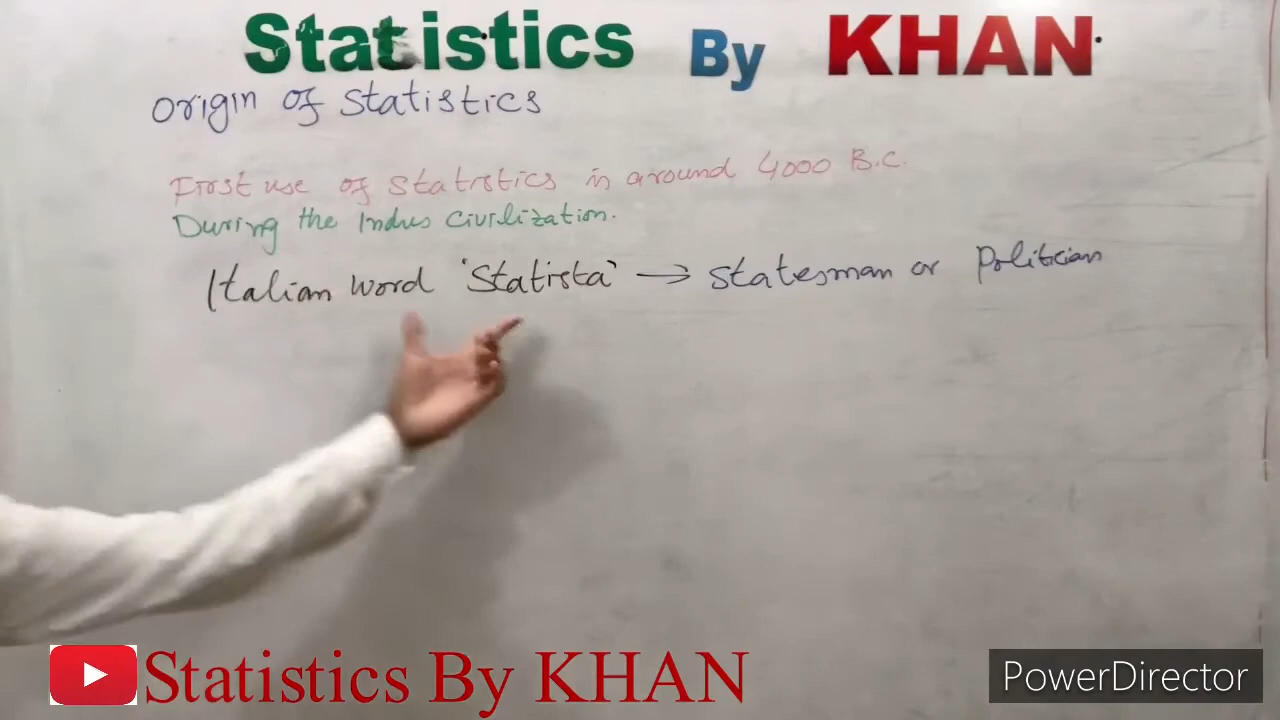 Statistics By KHAN
Origin of Statistics
First use of Statistics in around 4000 B.C.
During the Indus Civilization.
Italian word 'Statista' → Statesman or Politician
Statistics By KHAN
PowerDirector